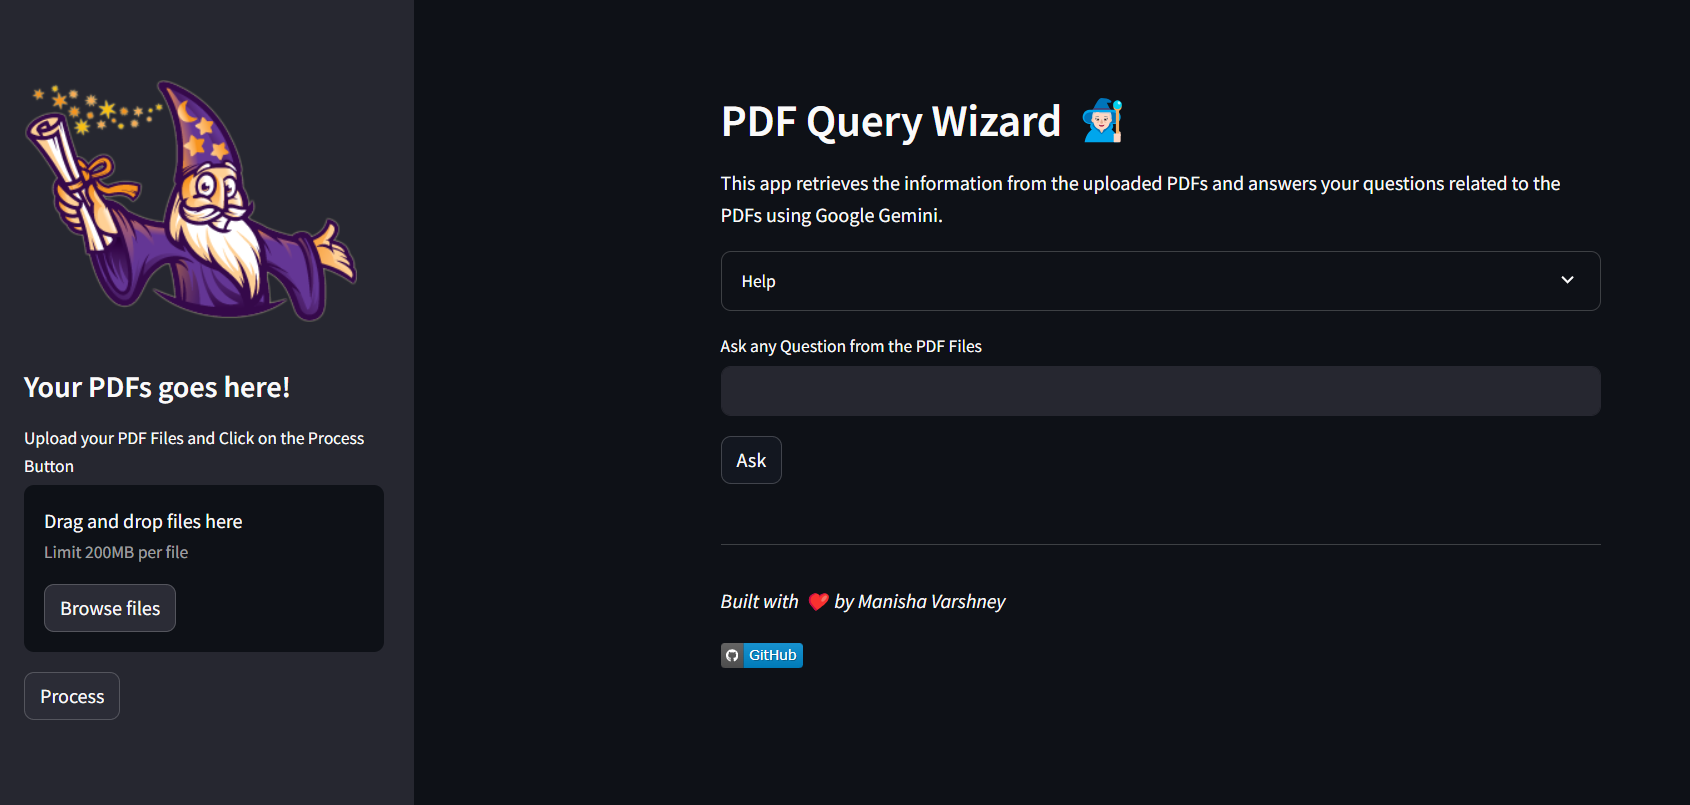 Your PDFs goes here!
Upload your PDF Files and Click on the Process
Button
Drag and drop files here
Limit 200MB per file
Browse files
Process
PDF Query Wizard
This app retrieves the information from the uploaded PDFs and answers your questions related to the
PDFs using Google Gemini.
Help
Ask any Question from the PDF Files
Ask
Built with ❤️ by Manisha Varshney
GitHub